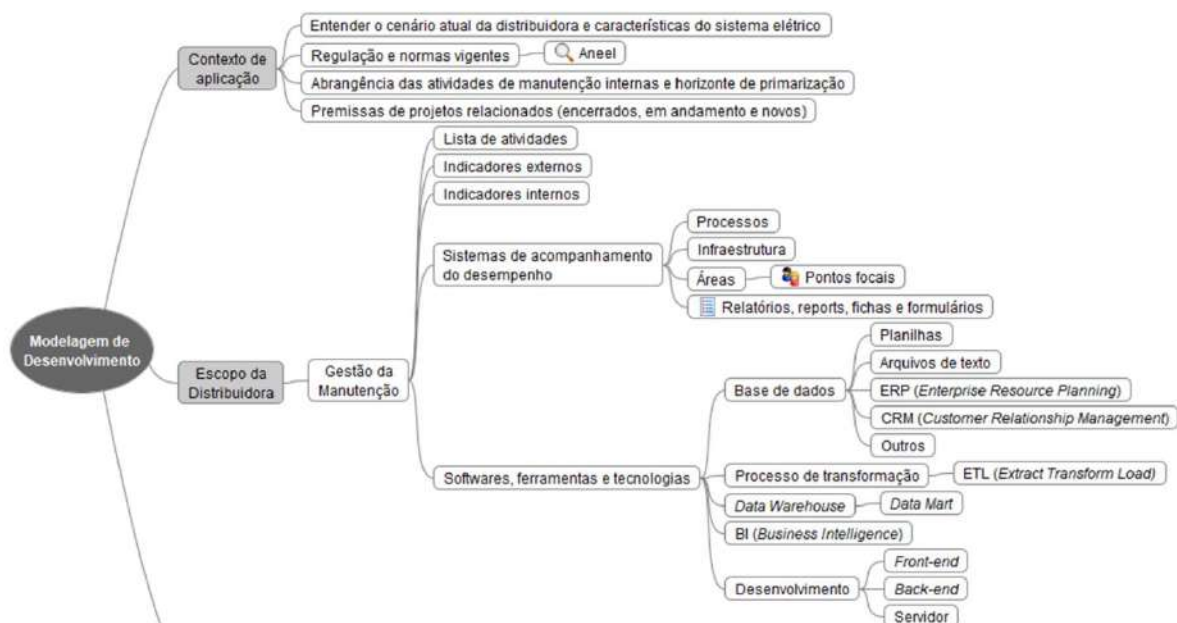 Entender o cenário atual da distribuidora e características do sistema elétrico
Contexto de
aplicação
Regulação e normas vigentes
Aneel
Abrangência das atividades de manutenção internas e horizonte de primarização
Premissas de projetos relacionados (encerrados, em andamento e novos)
Modelagem de
Desenvolvimento
Escopo da
Distribuidora
Gestão da
Manutenção
Lista de atividades
Indicadores externos
Indicadores internos
Sistemas de acompanhamento
do desempenho
Processos
Infraestrutura
Áreas
Pontos focais
Relatórios, reports, fichas e formulários
Softwares, ferramentas e tecnologias
Base de dados
Planilhas
Arquivos de texto
ERP (Enterprise Resource Planning)
CRM (Customer Relationship Management)
Outros
Processo de transformação
ETL (Extract Transform Load)
Data Warehouse
Data Mart
BI (Business Intelligence)
Desenvolvimento
Front-end
Back-end
Servidor